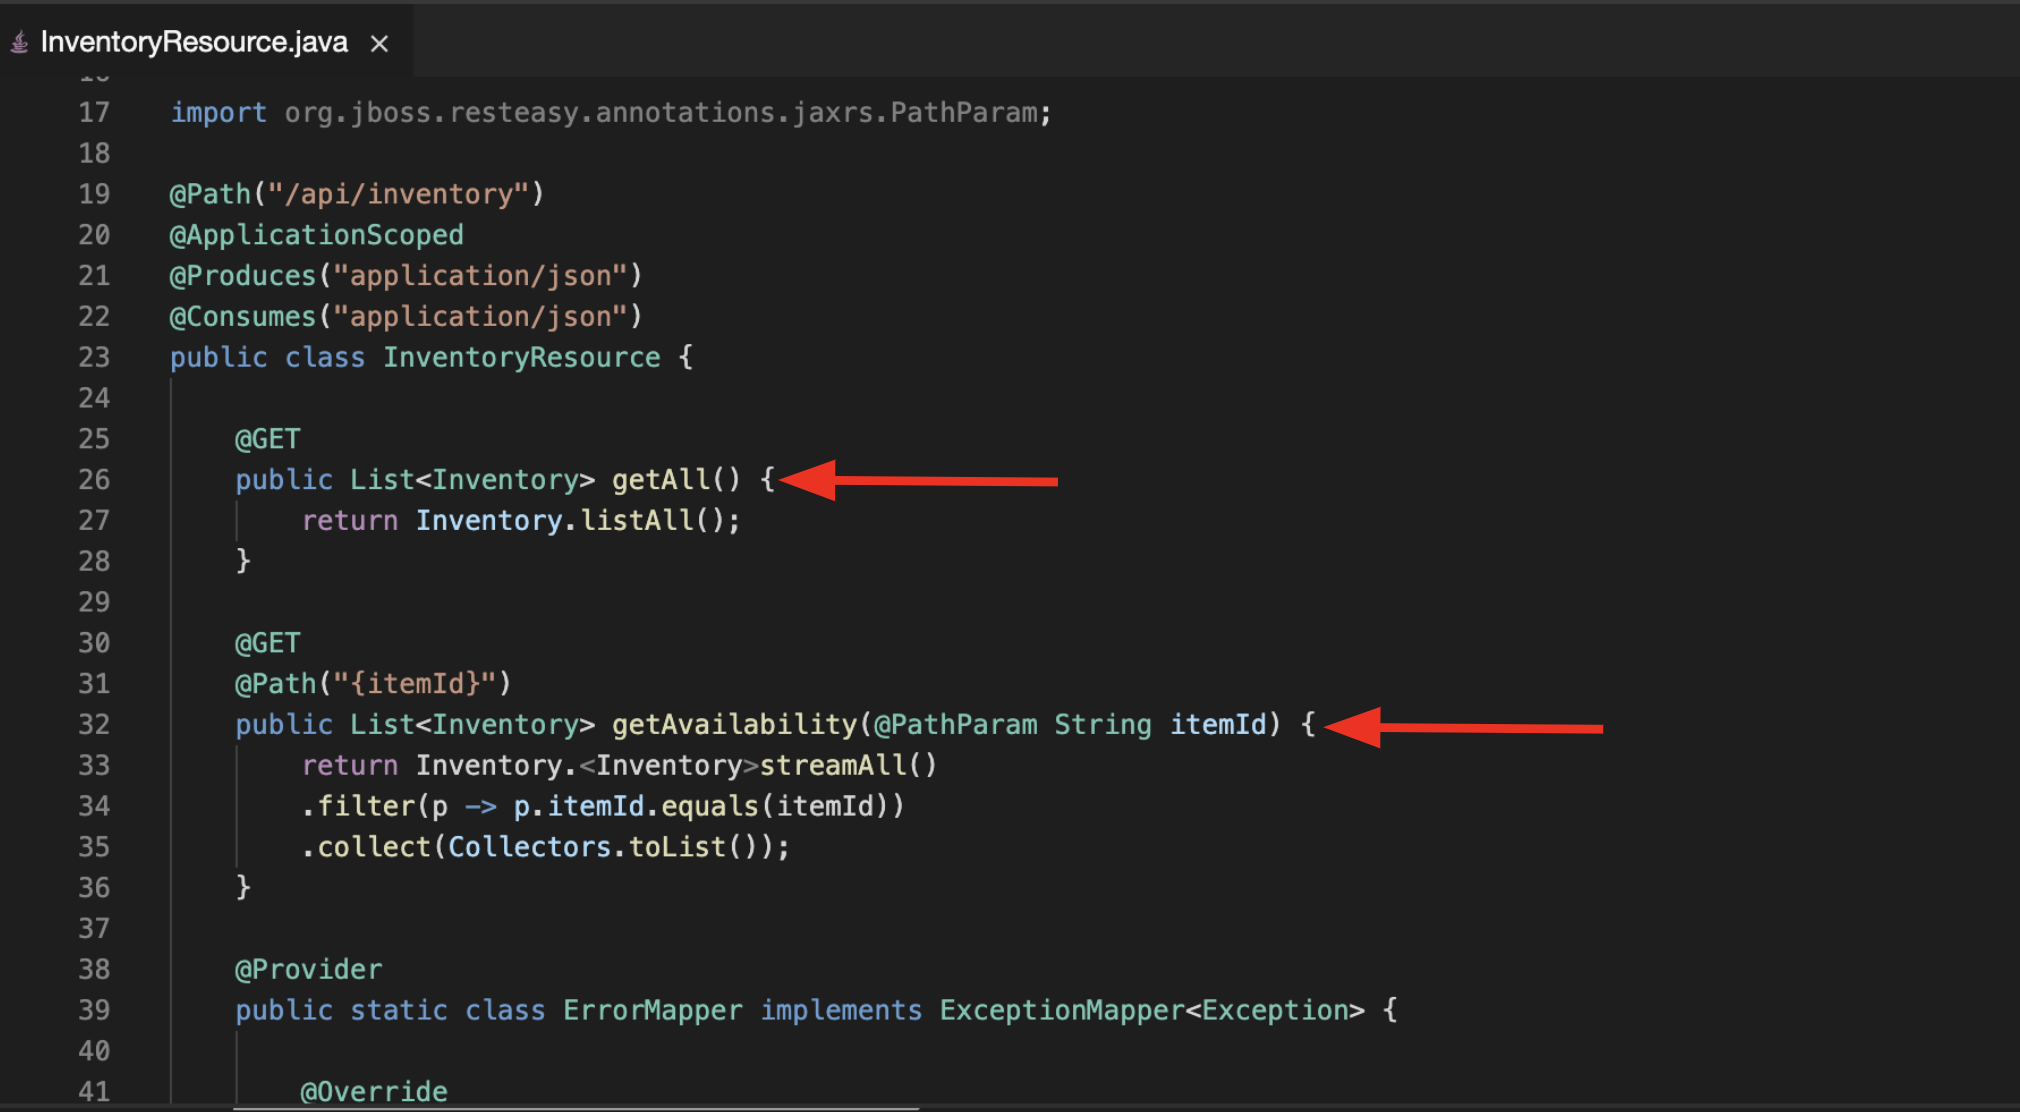 InventoryResource.java ×
16
17 import org.jboss.resteasy.annotations.jaxrs.PathParam;
18
19 @Path("/api/inventory")
20 @ApplicationScoped
21 @Produces("application/json")
22 @Consumes("application/json")
23 public class InventoryResource {
24
25     @GET
26     public List<Inventory> getAll() {
27         return Inventory.listAll();
28     }
29
30     @GET
31     @Path("{itemId}")
32     public List<Inventory> getAvailability(@PathParam String itemId) {
33         return Inventory.<Inventory>streamAll()
34         .filter(p -> p.itemId.equals(itemId))
35         .collect(Collectors.toList());
36     }
37
38     @Provider
39     public static class ErrorMapper implements ExceptionMapper<Exception> {
40
41         @Override